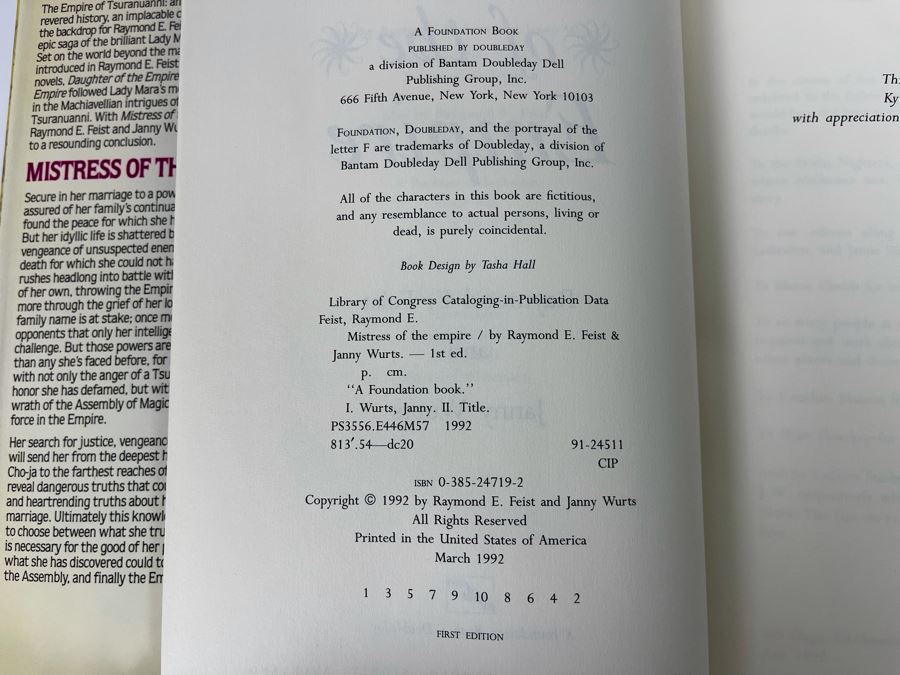 The Empire of Tsuranuanni: an
revered history, an implacable c
the backdrop for Raymond E. Fei
epic saga of the brilliant Lady M
Set on the world beyond the ma
introduced in Raymond E. Feist
novels, Daughter of the Empire
Empire followed Lady Mara's m
in the Machiavellian intrigues of
Tsuranuanni. With Mistress of
Raymond E. Feist and Janny Wu
to a resounding conclusion.
MISTRESS OF TH
Secure in her marriage to a pow
assured of her family's continua
found the peace for which she h
But her idyllic life is shattered b
vengeance of unsuspected enem
death for which she could not ha
rushes headlong into battle with
of her own, throwing the Empir
more through the grief of her lo
family name is at stake; once m
opponents that only her intellige
challenge. But those powers are
than any she's faced before, for
with not only the anger of a Tsu
honor she has defamed, but wit
wrath of the Assembly of Magic
force in the Empire.
Her search for justice, vengeanc
will send her from the deepest h
Cho-ja to the farthest reaches of
reveal dangerous truths that cou
and heartrending truths about h
marriage. Ultimately this knowl
to choose between what she tru
is necessary for the good of her p
what she has discovered could to
the Assembly, and finally the Em
A Foundation Book
published by doubleday
a division of Bantam Doubleday Dell
Publishing Group, Inc.
666 Fifth Avenue, New York, New York 10103
Foundation, Doubleday, and the portrayal of the
letter F are trademarks of Doubleday, a division of
Bantam Doubleday Dell Publishing Group, Inc.
All of the characters in this book are fictitious,
and any resemblance to actual persons, living or
dead, is purely coincidental.
Book Design by Tasha Hall
Library of Congress Cataloging-in-Publication Data
Feist, Raymond E.
Mistress of the empire / by Raymond E. Feist &
Janny Wurts. — 1st ed.
p. cm.
"A Foundation book."
I. Wurts, Janny. II. Title.
PS3556.E446M57 1992
813'.54—dc20 91-24511
CIP
ISBN 0-385-24719-2
Copyright © 1992 by Raymond E. Feist and Janny Wurts
All Rights Reserved
Printed in the United States of America
March 1992
1 3 5 7 9 10 8 6 4 2
FIRST EDITION
Thi
Ky
with appreciation